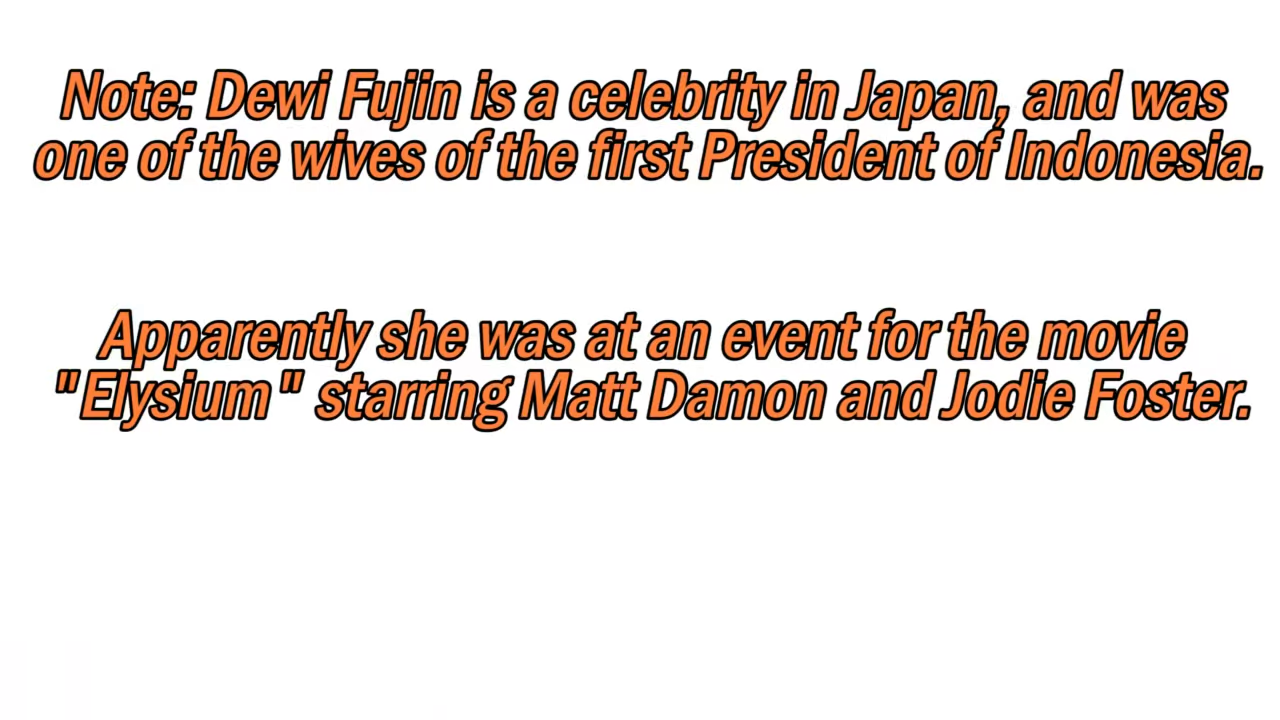 Note: Dewi Fujin is a celebrity in Japan, and was
one of the wives of the first President of Indonesia.
Apparently she was at an event for the movie
"Elysium" starring Matt Damon and Jodie Foster.